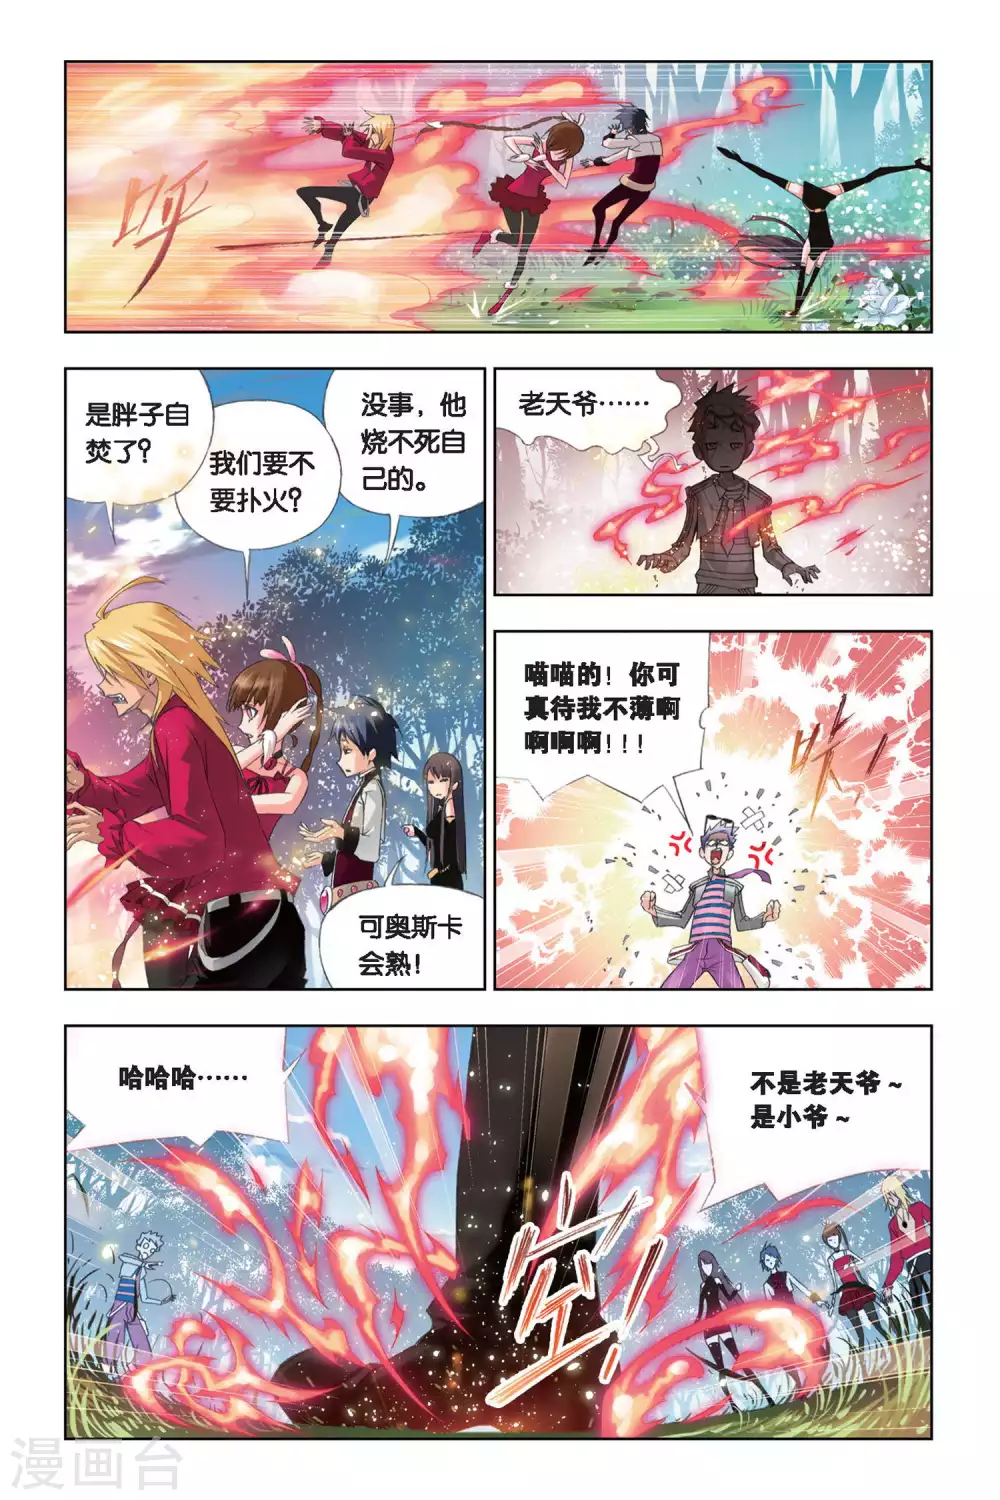 呼
是胖子自
焚了？
我们要不
要扑火？
没事，他
烧不死自
己的。
可奥斯卡
会熟！
老天爷……
喵喵的！你可
真待我不薄啊
啊啊啊！！！
哈哈哈……
不是老天爷～
是小爷～
漫画台